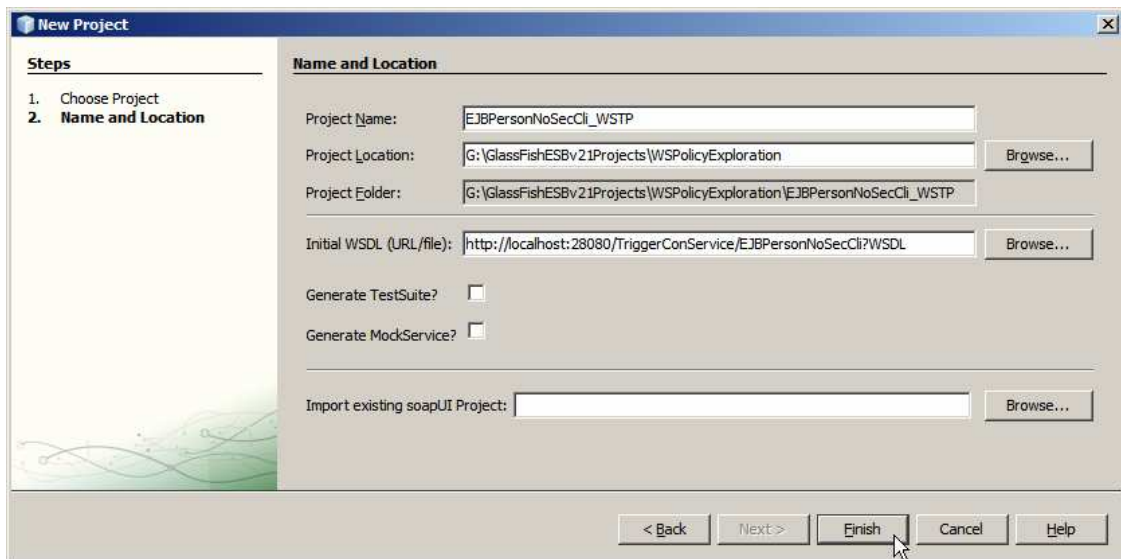 New Project
Steps
1. Choose Project
2. Name and Location
Name and Location
Project Name: EJBPersonNoSecCli_WSTP
Project Location: G:\GlassFishESBv21Projects\WSPolicyExploration Browse...
Project Folder: G:\GlassFishESBv21Projects\WSPolicyExploration\EJBPersonNoSecCli_WSTP
Initial WSDL (URL/file): http://localhost:28080/TriggerConService/EJBPersonNoSecCli?WSDL Browse...
Generate TestSuite?
Generate MockService?
Import existing soapUI Project: Browse...
< Back Next > Finish Cancel Help